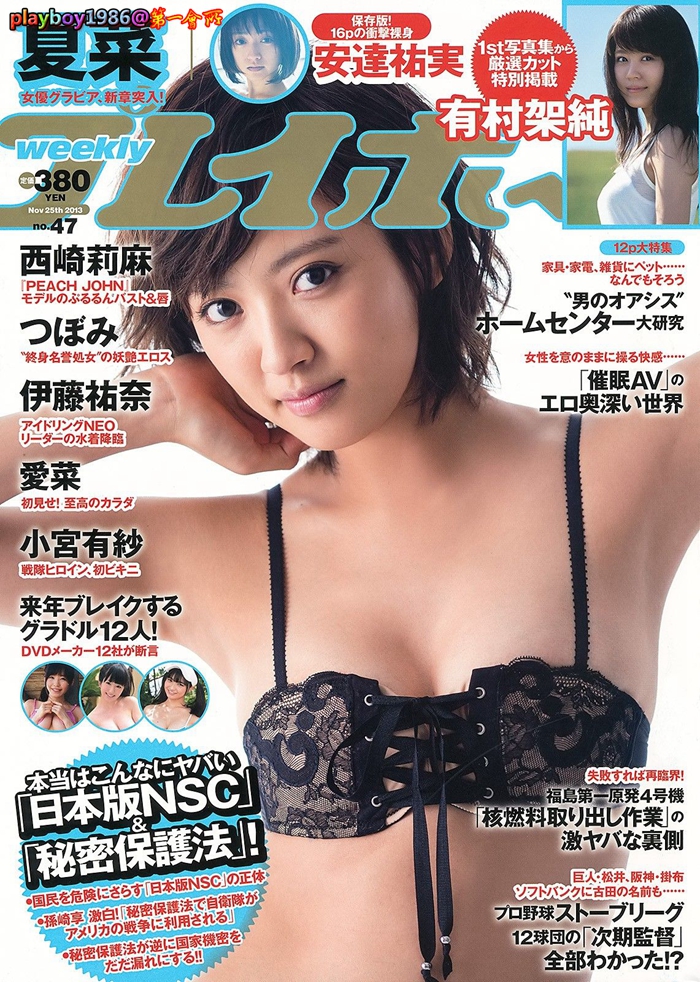 playboy1986@第一會所
夏菜
女優グラビア、新章突入!
保存版!
16pの衝撃裸身
安達祐実
1st写真集から
厳選カット
特別掲載
有村架純
weekly
プレイボーイ
定価380
YEN
Nov 25th 2013
no.47
西崎莉麻
『PEACH JOHN』
モデルのぷるるんバスト&唇
つぼみ
“終身名誉処女”の妖艶エロス
伊藤祐奈
アイドリングNEO
リーダーの水着降臨
愛菜
初見せ! 至高のカラダ
小宮有紗
戦隊ヒロイン、初ビキニ
来年ブレイクする
グラドル12人!
DVDメーカー12社が断言
本当はこんなにヤバい
「日本版NSC」
&
「秘密保護法」!
・国民を危険にさらす「日本版NSC」の正体
・孫崎享 激白!「秘密保護法で自衛隊が
アメリカの戦争に利用される」
・秘密保護法が逆に国家機密を
だだ漏れにする!!
12p大特集
家具・家電、雑貨にペット……
なんでもそろう
“男のオアシス”
ホームセンター大研究
女性を意のままに操る快感……
「催眠AV」の
エロ奥深い世界
失敗すれば再臨界!
福島第一原発4号機
「核燃料取り出し作業」の
激ヤバな裏側
巨人・松井、阪神・掛布
ソフトバンクに古田の名前も……
プロ野球ストーブリーグ
12球団の「次期監督」
全部わかった!?